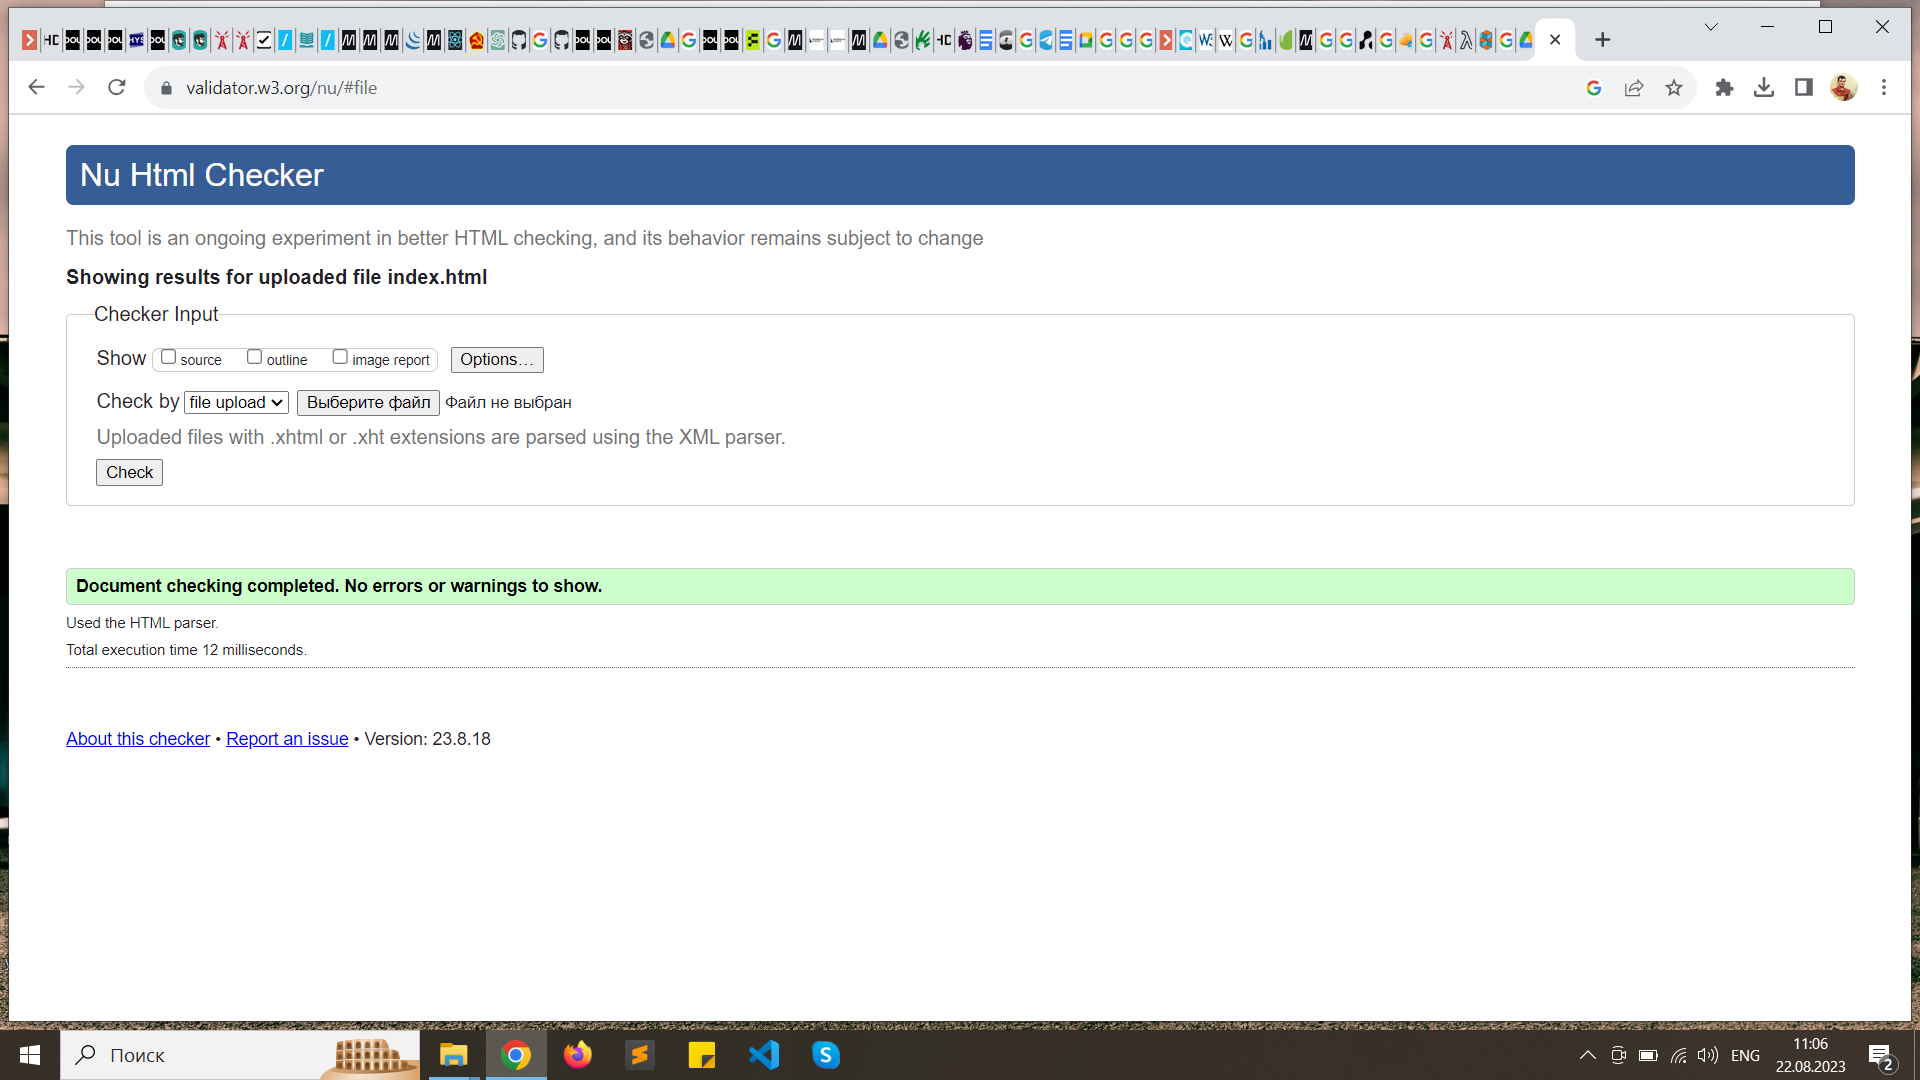 validator.w3.org/nu/#file
Nu Html Checker
This tool is an ongoing experiment in better HTML checking, and its behavior remains subject to change
Showing results for uploaded file index.html
Checker Input
Show source outline image report Options...
Check by file upload Выберите файл Файл не выбран
Uploaded files with .xhtml or .xht extensions are parsed using the XML parser.
Check
Document checking completed. No errors or warnings to show.
Used the HTML parser.
Total execution time 12 milliseconds.
About this checker • Report an issue • Version: 23.8.18
Поиск
ENG
11:06
22.08.2023
2